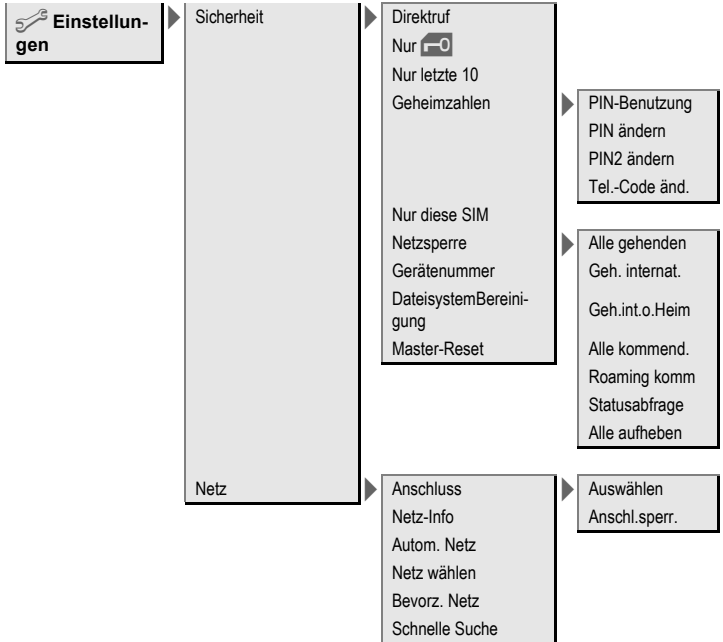 Einstellun-
gen
Sicherheit
Direktruf
Nur
Nur letzte 10
Geheimzahlen
PIN-Benutzung
PIN ändern
PIN2 ändern
Tel.-Code änd.
Nur diese SIM
Netzsperre
Alle gehenden
Geh. internat.
Geh.int.o.Heim
Alle kommend.
Roaming komm
Statusabfrage
Alle aufheben
Gerätenummer
DateisystemBereini-
gung
Master-Reset
Netz
Anschluss
Auswählen
Anschl.sperr.
Netz-Info
Autom. Netz
Netz wählen
Bevorz. Netz
Schnelle Suche